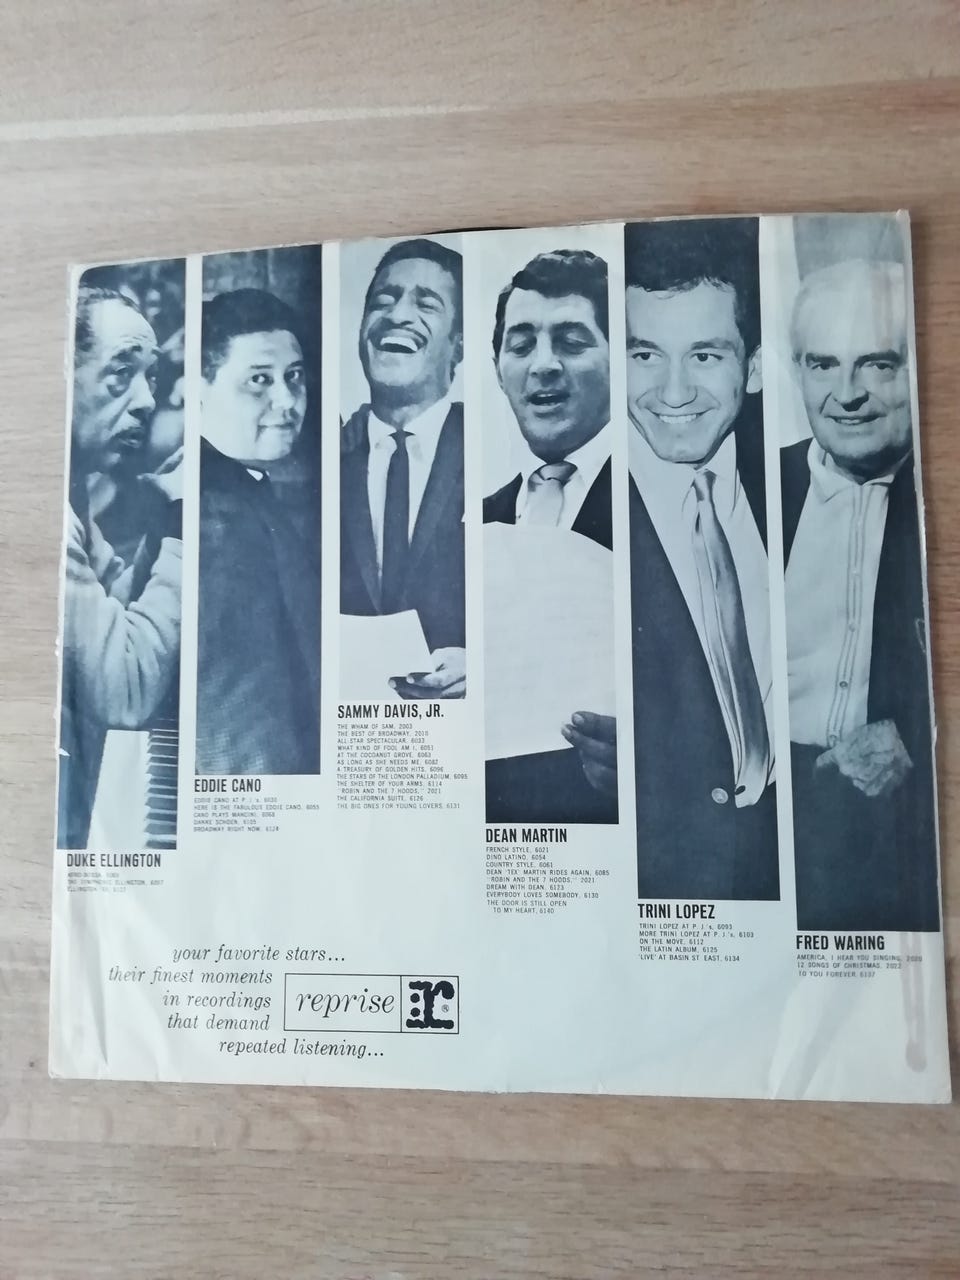 DUKE ELLINGTON
AFRO-BOSSA, 6069
THE SYMPHONIC ELLINGTON, 6097
ELLINGTON '65, 6122
EDDIE CANO
EDDIE CANO AT P. J.'s, 6030
HERE IS THE FABULOUS EDDIE CANO, 6055
CANO PLAYS MANCINI, 6068
DANKE SCHOEN, 6105
BROADWAY RIGHT NOW, 6124
SAMMY DAVIS, JR.
THE WHAM OF SAM, 2003
THE BEST OF BROADWAY, 2010
ALL-STAR SPECTACULAR, 6033
WHAT KIND OF FOOL AM I, 6051
AT THE COCOANUT GROVE, 6063
AS LONG AS SHE NEEDS ME, 6082
A TREASURY OF GOLDEN HITS, 6096
THE STARS OF THE LONDON PALLADIUM, 6095
THE SHELTER OF YOUR ARMS, 6114
"ROBIN AND THE 7 HOODS," 2021
THE CALIFORNIA SUITE, 6126
THE BIG ONES FOR YOUNG LOVERS, 6131
DEAN MARTIN
FRENCH STYLE, 6021
DINO LATINO, 6054
COUNTRY STYLE, 6061
DEAN 'TEX' MARTIN RIDES AGAIN, 6085
"ROBIN AND THE 7 HOODS," 2021
DREAM WITH DEAN, 6123
EVERYBODY LOVES SOMEBODY, 6130
THE DOOR IS STILL OPEN
TO MY HEART, 6140
TRINI LOPEZ
TRINI LOPEZ AT P. J.'s, 6093
MORE TRINI LOPEZ AT P. J.'s, 6103
ON THE MOVE, 6112
THE LATIN ALBUM, 6125
'LIVE' AT BASIN ST. EAST, 6134
FRED WARING
AMERICA, I HEAR YOU SINGING, 2020
12 SONGS OF CHRISTMAS, 2022
TO YOU FOREVER, 6107
your favorite stars...
their finest moments
in recordings
that demand
repeated listening...
reprise r ®